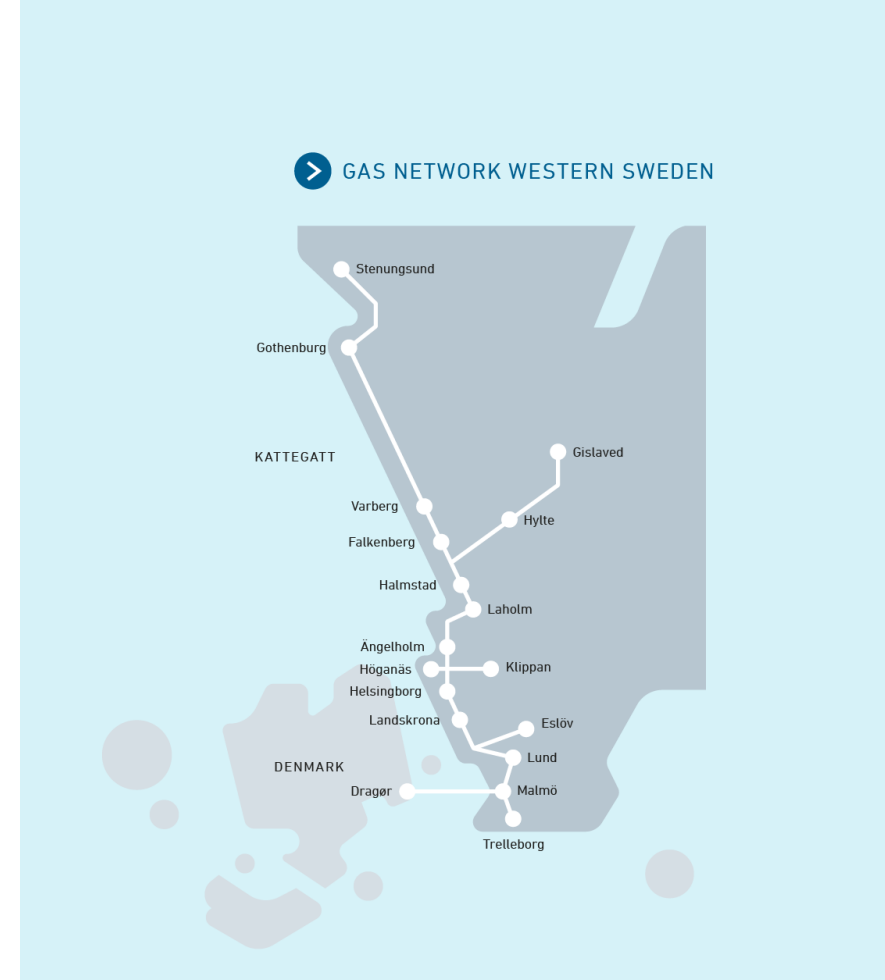 GAS NETWORK WESTERN SWEDEN
Stenungsund
Gothenburg
KATTEGATT
Gislaved
Varberg
Hylte
Falkenberg
Halmstad
Laholm
Ängelholm
Höganäs
Klippan
Helsingborg
Landskrona
Eslöv
Lund
DENMARK
Dragør
Malmö
Trelleborg